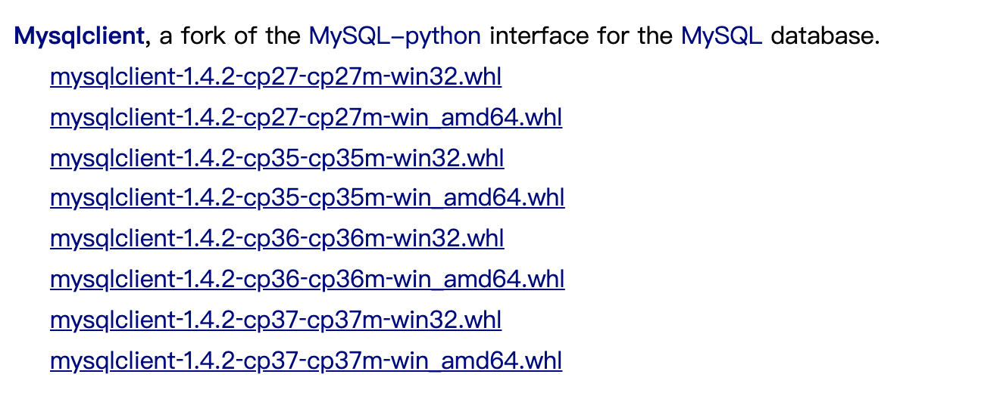 Mysqlclient, a fork of the MySQL–python interface for the MySQL database.
mysqlclient-1.4.2-cp27-cp27m-win32.whl
mysqlclient-1.4.2-cp27-cp27m-win_amd64.whl
mysqlclient-1.4.2-cp35-cp35m-win32.whl
mysqlclient-1.4.2-cp35-cp35m-win_amd64.whl
mysqlclient-1.4.2-cp36-cp36m-win32.whl
mysqlclient-1.4.2-cp36-cp36m-win_amd64.whl
mysqlclient-1.4.2-cp37-cp37m-win32.whl
mysqlclient-1.4.2-cp37-cp37m-win_amd64.whl